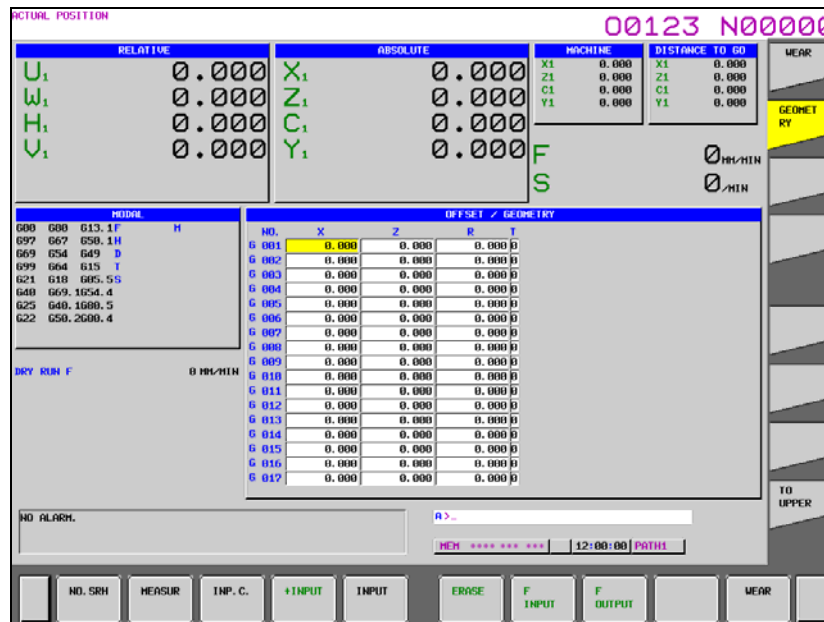 ACTUAL POSITION
O0123 N00000
RELATIVE
U1 0.000
W1 0.000
H1 0.000
V1 0.000
ABSOLUTE
X1 0.000
Z1 0.000
C1 0.000
Y1 0.000
MACHINE
X1 0.000
Z1 0.000
C1 0.000
Y1 0.000
DISTANCE TO GO
X1 0.000
Z1 0.000
C1 0.000
Y1 0.000
F 0MM/MIN
S 0/MIN
WEAR
GEOMET
RY
MODAL
G00 G80 G13.1F M
G97 G67 G50.1H
G69 G54 G49 D
G99 G64 G15 T
G21 G18 G05.5S
G40 G69.1G54.4
G25 G40.1G80.5
G22 G50.2G80.4
DRY RUN F 0 MM/MIN
OFFSET / GEOMETRY
NO. X Z R T
G 001 0.000 0.000 0.000 0
G 002 0.000 0.000 0.000 0
G 003 0.000 0.000 0.000 0
G 004 0.000 0.000 0.000 0
G 005 0.000 0.000 0.000 0
G 006 0.000 0.000 0.000 0
G 007 0.000 0.000 0.000 0
G 008 0.000 0.000 0.000 0
G 009 0.000 0.000 0.000 0
G 010 0.000 0.000 0.000 0
G 011 0.000 0.000 0.000 0
G 012 0.000 0.000 0.000 0
G 013 0.000 0.000 0.000 0
G 014 0.000 0.000 0.000 0
G 015 0.000 0.000 0.000 0
G 016 0.000 0.000 0.000 0
G 017 0.000 0.000 0.000 0
TO
UPPER
NO ALARM.
A>_
MEM **** *** *** 12:00:00 PATH1
NO.SRH MEASUR INP.C. +INPUT INPUT ERASE F INPUT F OUTPUT WEAR